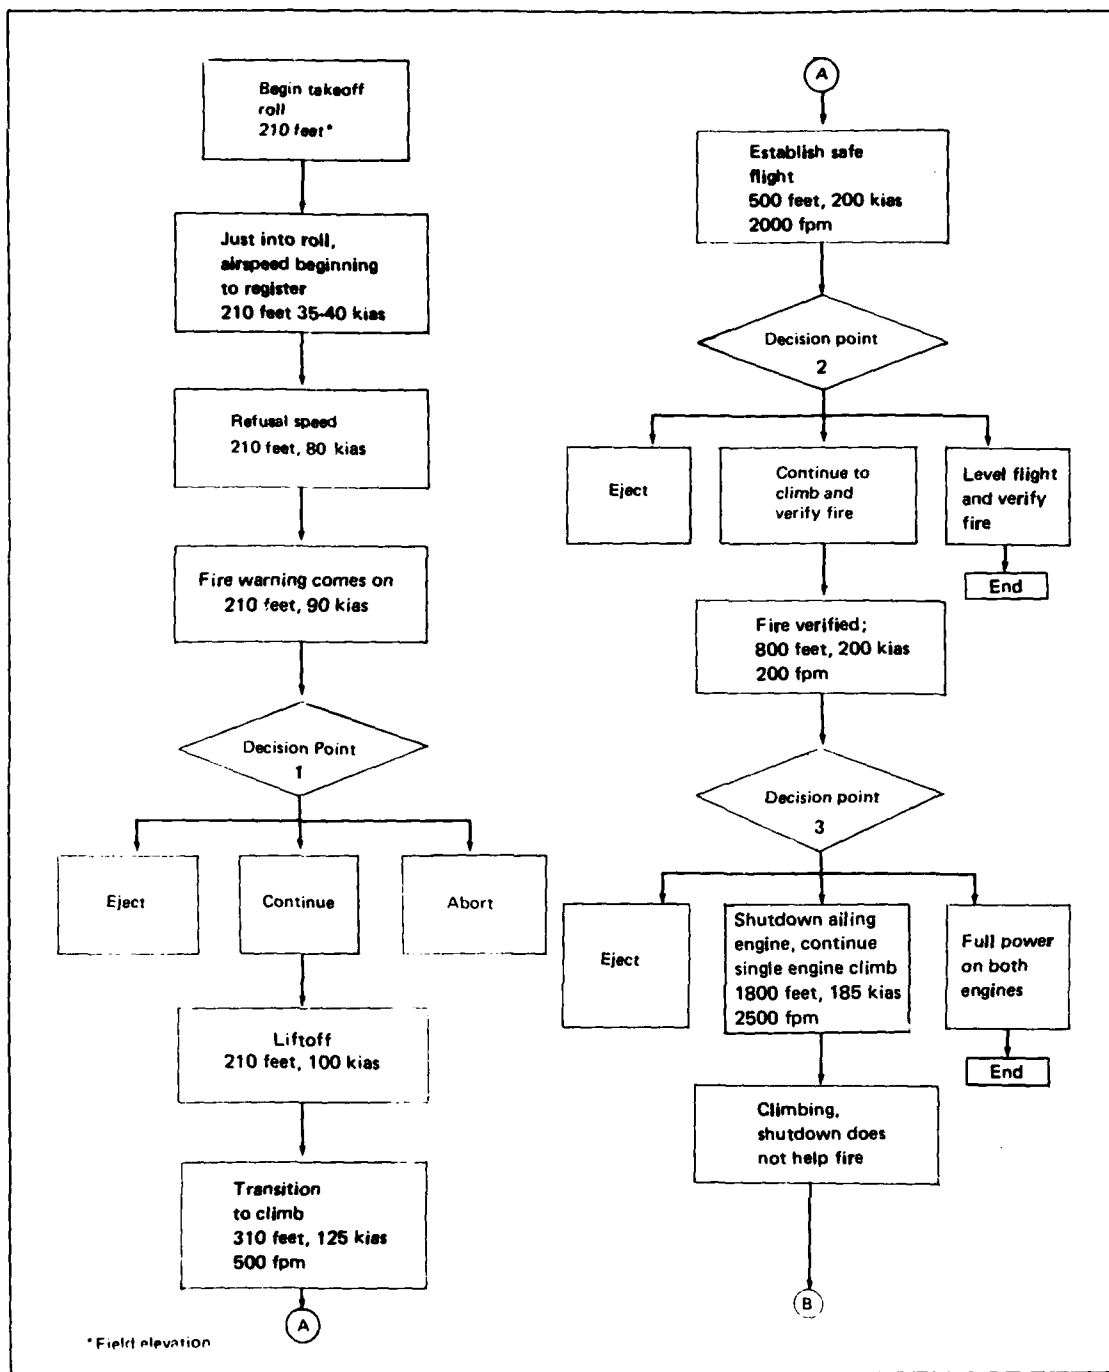 Begin takeoff
roll
210 feet*
Just into roll,
airspeed beginning
to register
210 feet 35-40 kias
Refusal speed
210 feet, 80 kias
Fire warning comes on
210 feet, 90 kias
Decision Point
1
Eject
Continue
Abort
Liftoff
210 feet, 100 kias
Transition
to climb
310 feet, 125 kias
500 fpm
A
*Field elevation
A
Establish safe
flight
500 feet, 200 kias
2000 fpm
Decision point
2
Eject
Continue to
climb and
verify fire
Level flight
and verify
fire
End
Fire verified;
800 feet, 200 kias
200 fpm
Decision point
3
Eject
Shutdown ailing
engine, continue
single engine climb
1800 feet, 185 kias
2500 fpm
Full power
on both
engines
End
Climbing,
shutdown does
not help fire
B